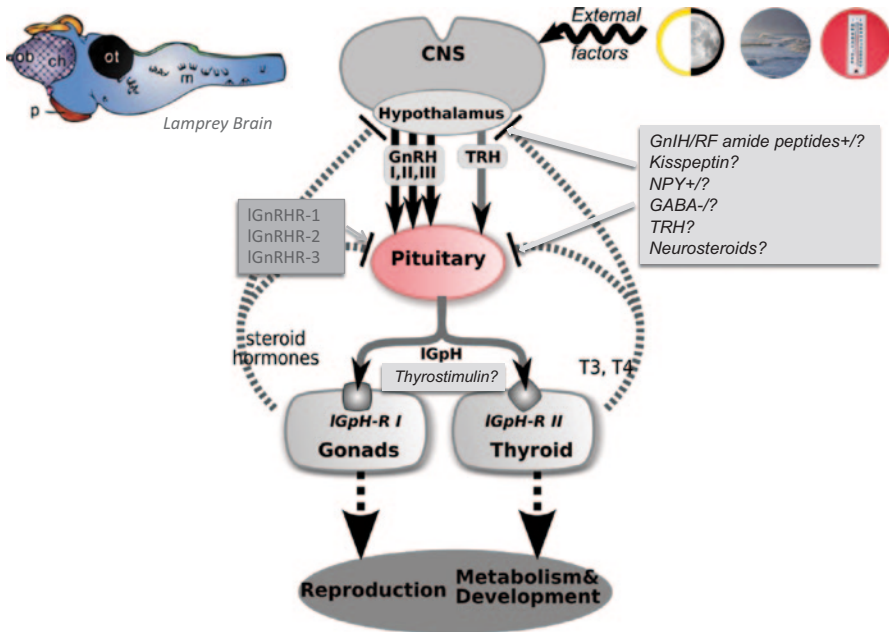 External
factors
CNS
ob
ch
ot
m
p
Lamprey Brain
Hypothalamus
GnRH
I,II,III
TRH
GnIH/RF amide peptides+/?
Kisspeptin?
NPY+/?
GABA-/?
TRH?
Neurosteroids?
lGnRHR-1
lGnRHR-2
lGnRHR-3
Pituitary
steroid
hormones
lGpH
Thyrostimulin?
T3, T4
lGpH-R I
Gonads
lGpH-R II
Thyroid
Reproduction
Metabolism&
Development